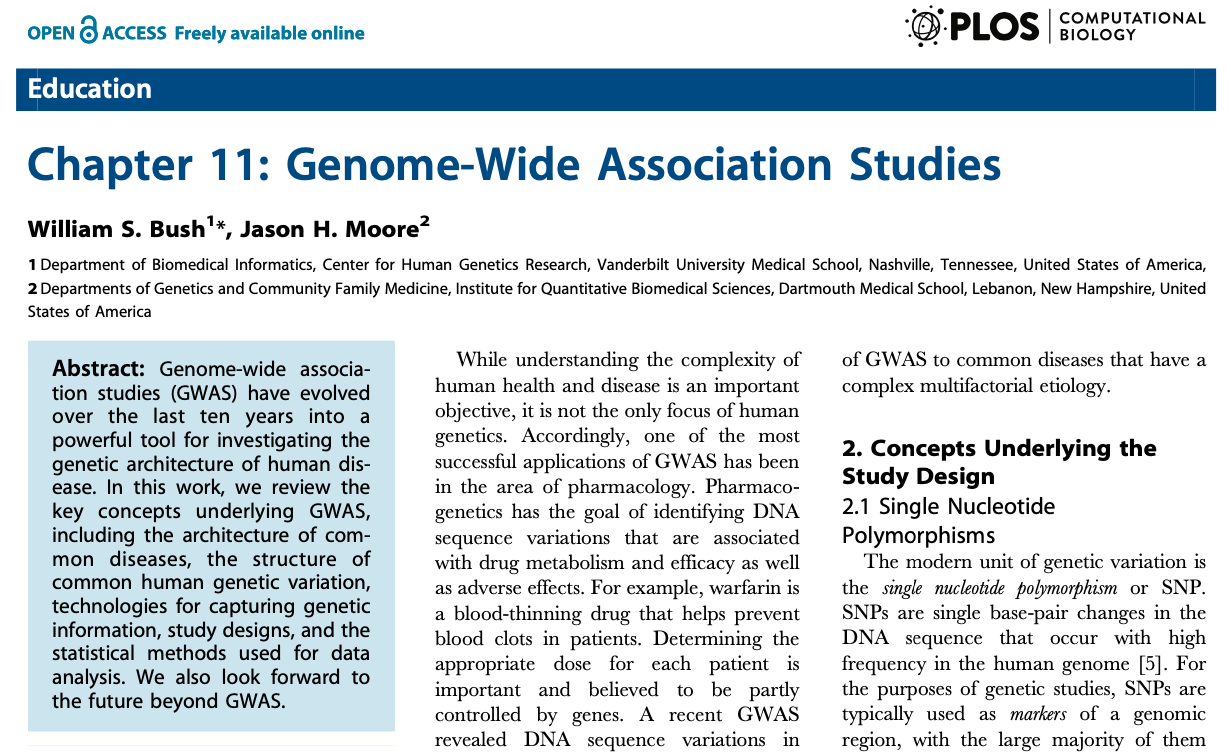 OPEN ACCESS Freely available online
PLOS | COMPUTATIONAL
BIOLOGY
Education
Chapter 11: Genome-Wide Association Studies
William S. Bush1*, Jason H. Moore2
1 Department of Biomedical Informatics, Center for Human Genetics Research, Vanderbilt University Medical School, Nashville, Tennessee, United States of America,
2 Departments of Genetics and Community Family Medicine, Institute for Quantitative Biomedical Sciences, Dartmouth Medical School, Lebanon, New Hampshire, United
States of America
Abstract: Genome-wide associa-
tion studies (GWAS) have evolved
over the last ten years into a
powerful tool for investigating the
genetic architecture of human dis-
ease. In this work, we review the
key concepts underlying GWAS,
including the architecture of com-
mon diseases, the structure of
common human genetic variation,
technologies for capturing genetic
information, study designs, and the
statistical methods used for data
analysis. We also look forward to
the future beyond GWAS.
While understanding the complexity of
human health and disease is an important
objective, it is not the only focus of human
genetics. Accordingly, one of the most
successful applications of GWAS has been
in the area of pharmacology. Pharmaco-
genetics has the goal of identifying DNA
sequence variations that are associated
with drug metabolism and efficacy as well
as adverse effects. For example, warfarin is
a blood-thinning drug that helps prevent
blood clots in patients. Determining the
appropriate dose for each patient is
important and believed to be partly
controlled by genes. A recent GWAS
revealed DNA sequence variations in
of GWAS to common diseases that have a
complex multifactorial etiology.
2. Concepts Underlying the
Study Design
2.1 Single Nucleotide
Polymorphisms
The modern unit of genetic variation is
the single nucleotide polymorphism or SNP.
SNPs are single base-pair changes in the
DNA sequence that occur with high
frequency in the human genome [5]. For
the purposes of genetic studies, SNPs are
typically used as markers of a genomic
region, with the large majority of them